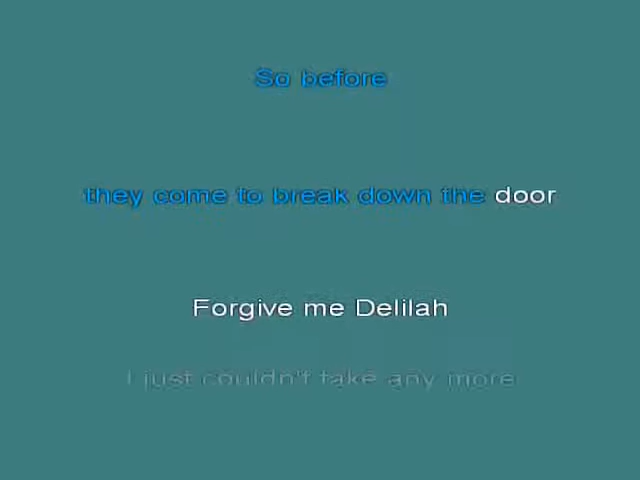 So before
they come to break down the door
Forgive me Delilah
I just couldn't take any more